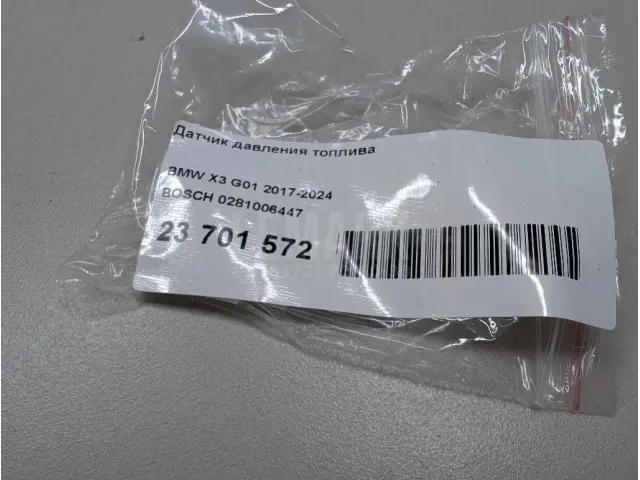 Датчик давления топлива
BMW X3 G01 2017-2024
BOSCH 0281006447
23 701 572